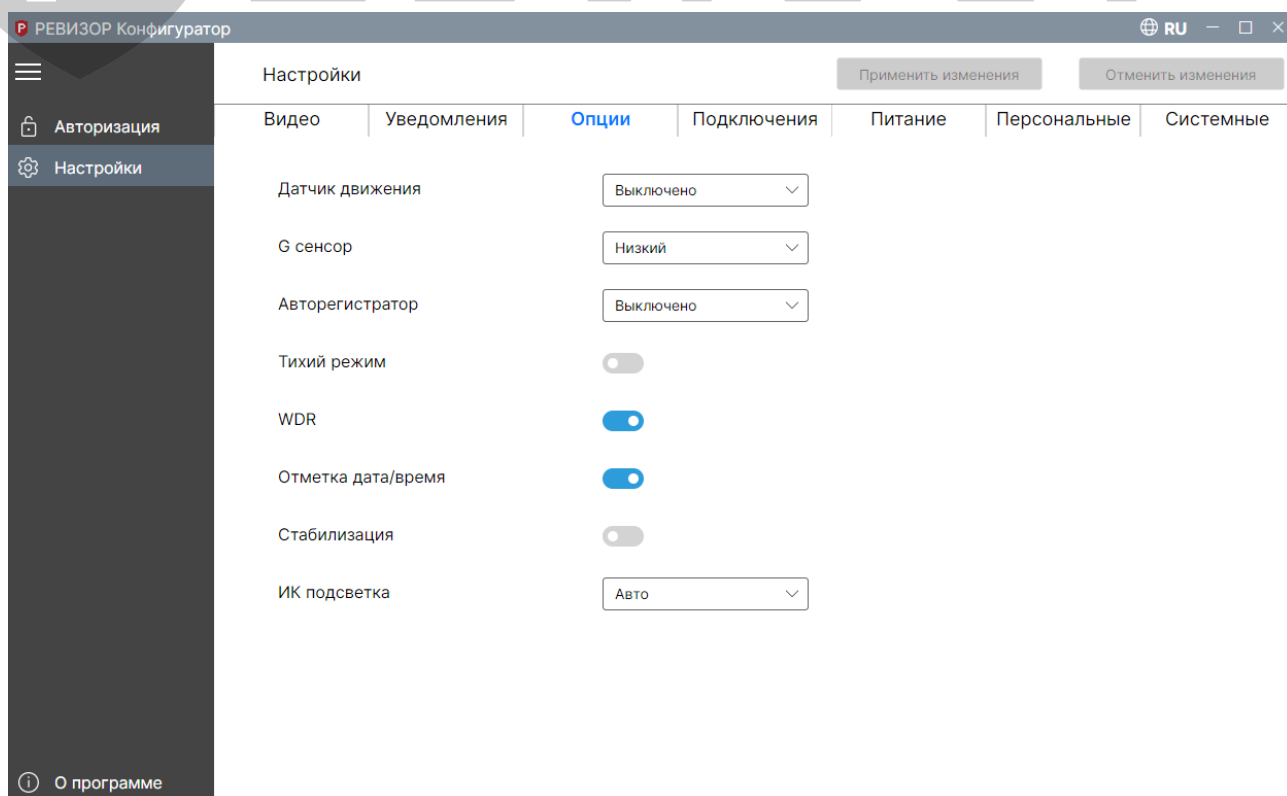 РЕВИЗОР Конфигуратор
RU
Настройки
Применить изменения
Отменить изменения
Авторизация
Настройки
Видео
Уведомления
Опции
Подключения
Питание
Персональные
Системные
Датчик движения
Выключено
G сенсор
Низкий
Авторегистратор
Выключено
Тихий режим
WDR
Отметка дата/время
Стабилизация
ИК подсветка
Авто
О программе